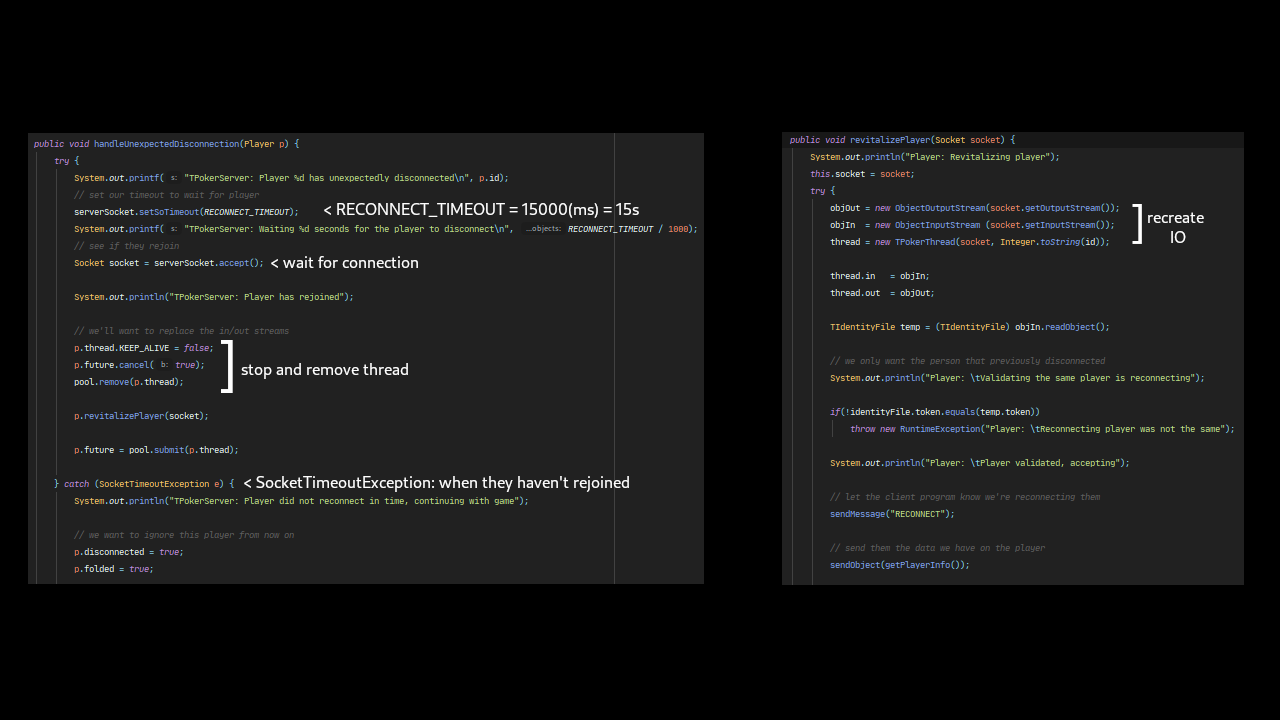 public void handleUnexpectedDisconnection(Player p) {
try {
System.out.printf( s: "TPokerServer: Player %d has unexpectedly disconnected\n", p.id);
// set our timeout to wait for player
serverSocket.setSoTimeout(RECONNECT_TIMEOUT); < RECONNECT_TIMEOUT = 15000(ms) = 15s
System.out.printf( s: "TPokerServer: Waiting %d seconds for the player to disconnect\n", ...objects: RECONNECT_TIMEOUT / 1000);
// see if they rejoin
Socket socket = serverSocket.accept(); < wait for connection
System.out.println("TPokerServer: Player has rejoined");
// we'll want to replace the in/out streams
p.thread.KEEP_ALIVE = false;
p.future.cancel( b: true);
pool.remove(p.thread);
stop and remove thread
p.revitalizePlayer(socket);
p.future = pool.submit(p.thread);
} catch (SocketTimeoutException e) { < SocketTimeoutException: when they haven't rejoined
System.out.println("TPokerServer: Player did not reconnect in time, continuing with game");
// we want to ignore this player from now on
p.disconnected = true;
p.folded = true;
public void revitalizePlayer(Socket socket) {
System.out.println("Player: Revitalizing player");
this.socket = socket;
try {
objOut = new ObjectOutputStream(socket.getOutputStream());
objIn  = new ObjectInputStream (socket.getInputStream());
thread = new TPokerThread(socket, Integer.toString(id));
recreate
IO
thread.in   = objIn;
thread.out  = objOut;
TIdentityFile temp = (TIdentityFile) objIn.readObject();
// we only want the person that previously disconnected
System.out.println("Player: \tValidating the same player is reconnecting");
if(!identityFile.token.equals(temp.token))
throw new RuntimeException("Player: \tReconnecting player was not the same");
System.out.println("Player: \tPlayer validated, accepting");
// let the client program know we're reconnecting them
sendMessage("RECONNECT");
// send them the data we have on the player
sendObject(getPlayerInfo());